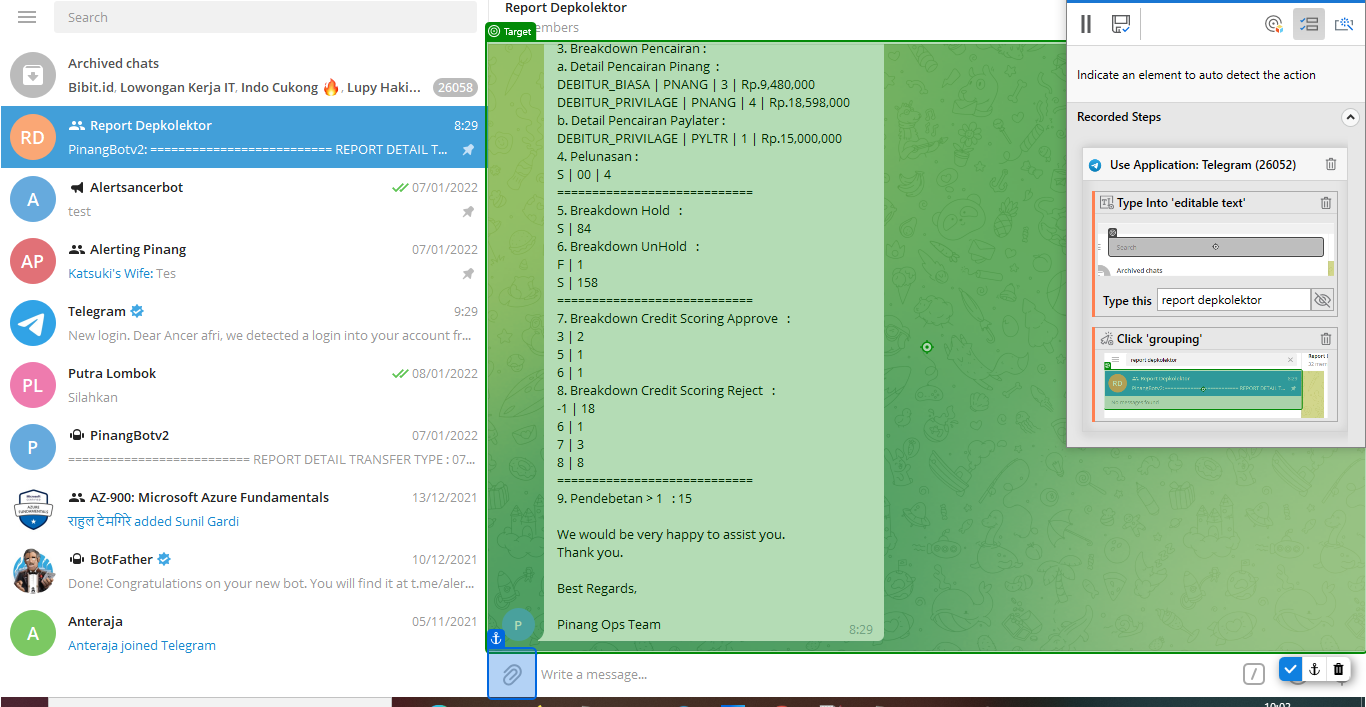 Search
Archived chats
Bibit.id, Lowongan Kerja IT, Indo Cukong 🔥, Lupy Haki...
26058
RD
Report Depkolektor
8:29
PinangBotv2: ========================== REPORT DETAIL T...
A
Alertsancerbot
07/01/2022
test
AP
Alerting Pinang
07/01/2022
Katsuki's Wife: Tes
Telegram
9:29
New login. Dear Ancer afri, we detected a login into your account fr...
PL
Putra Lombok
08/01/2022
Silahkan
P
PinangBotv2
07/01/2022
========================== REPORT DETAIL TRANSFER TYPE : 07...
AZ-900: Microsoft Azure Fundamentals
13/12/2021
राहुल टेमगिरे added Sunil Gardi
BotFather
10/12/2021
Done! Congratulations on your new bot. You will find it at t.me/aler...
A
Anteraja
05/11/2021
Anteraja joined Telegram
Report Depkolektor
Target
3. Breakdown Pencairan :
a. Detail Pencairan Pinang :
DEBITUR_BIASA | PNANG | 3 | Rp.9,480,000
DEBITUR_PRIVILAGE | PNANG | 4 | Rp.18,598,000
b. Detail Pencairan Paylater :
DEBITUR_PRIVILAGE | PYLTR | 1 | Rp.15,000,000
4. Pelunasan :
S | 00 | 4
============================
5. Breakdown Hold :
S | 84
6. Breakdown UnHold :
F | 1
S | 158
============================
7. Breakdown Credit Scoring Approve :
3 | 2
5 | 1
6 | 1
8. Breakdown Credit Scoring Reject :
-1 | 18
6 | 1
7 | 3
8 | 8
============================
9. Pendebetan > 1 : 15
We would be very happy to assist you.
Thank you.
Best Regards,
Pinang Ops Team
8:29
P
Write a message...
Indicate an element to auto detect the action
Recorded Steps
Use Application: Telegram (26052)
Type Into 'editable text'
Search
Archived chats
Type this
report depkolektor
Click 'grouping'
report depkolektor
RD
Report Depkolektor
8:29
No messages found